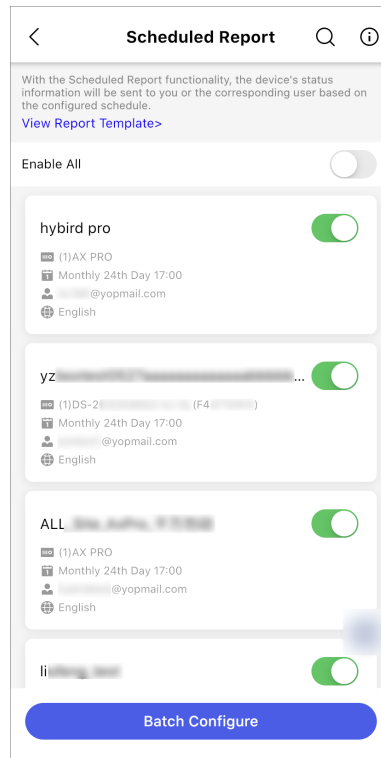 Scheduled Report
With the Scheduled Report functionality, the device's status
information will be sent to you or the corresponding user based on
the configured schedule.
View Report Template>
Enable All
hybird pro
(1)AX PRO
Monthly 24th Day 17:00
@yopmail.com
English
yz ...
(1)DS-2 (F4 )
Monthly 24th Day 17:00
@yopmail.com
English
ALL
(1)AX PRO
Monthly 24th Day 17:00
@yopmail.com
English
li
Batch Configure